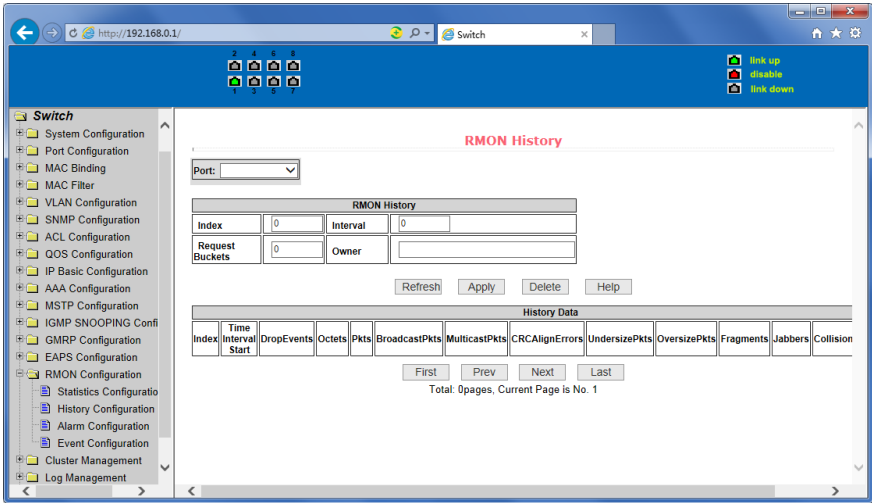 http://192.168.0.1/
Switch
2 4 6 8
1 3 5 7
link up
disable
link down
Switch
System Configuration
Port Configuration
MAC Binding
MAC Filter
VLAN Configuration
SNMP Configuration
ACL Configuration
QOS Configuration
IP Basic Configuration
AAA Configuration
MSTP Configuration
IGMP SNOOPING Confi
GMRP Configuration
EAPS Configuration
RMON Configuration
Statistics Configuratio
History Configuration
Alarm Configuration
Event Configuration
Cluster Management
Log Management
RMON History
Port:
RMON History
Index 0 Interval 0
Request Buckets 0 Owner
Refresh Apply Delete Help
History Data
Index Time Interval Start DropEvents Octets Pkts BroadcastPkts MulticastPkts CRCAlignErrors UndersizePkts OversizePkts Fragments Jabbers Collision
First Prev Next Last
Total: 0pages, Current Page is No. 1